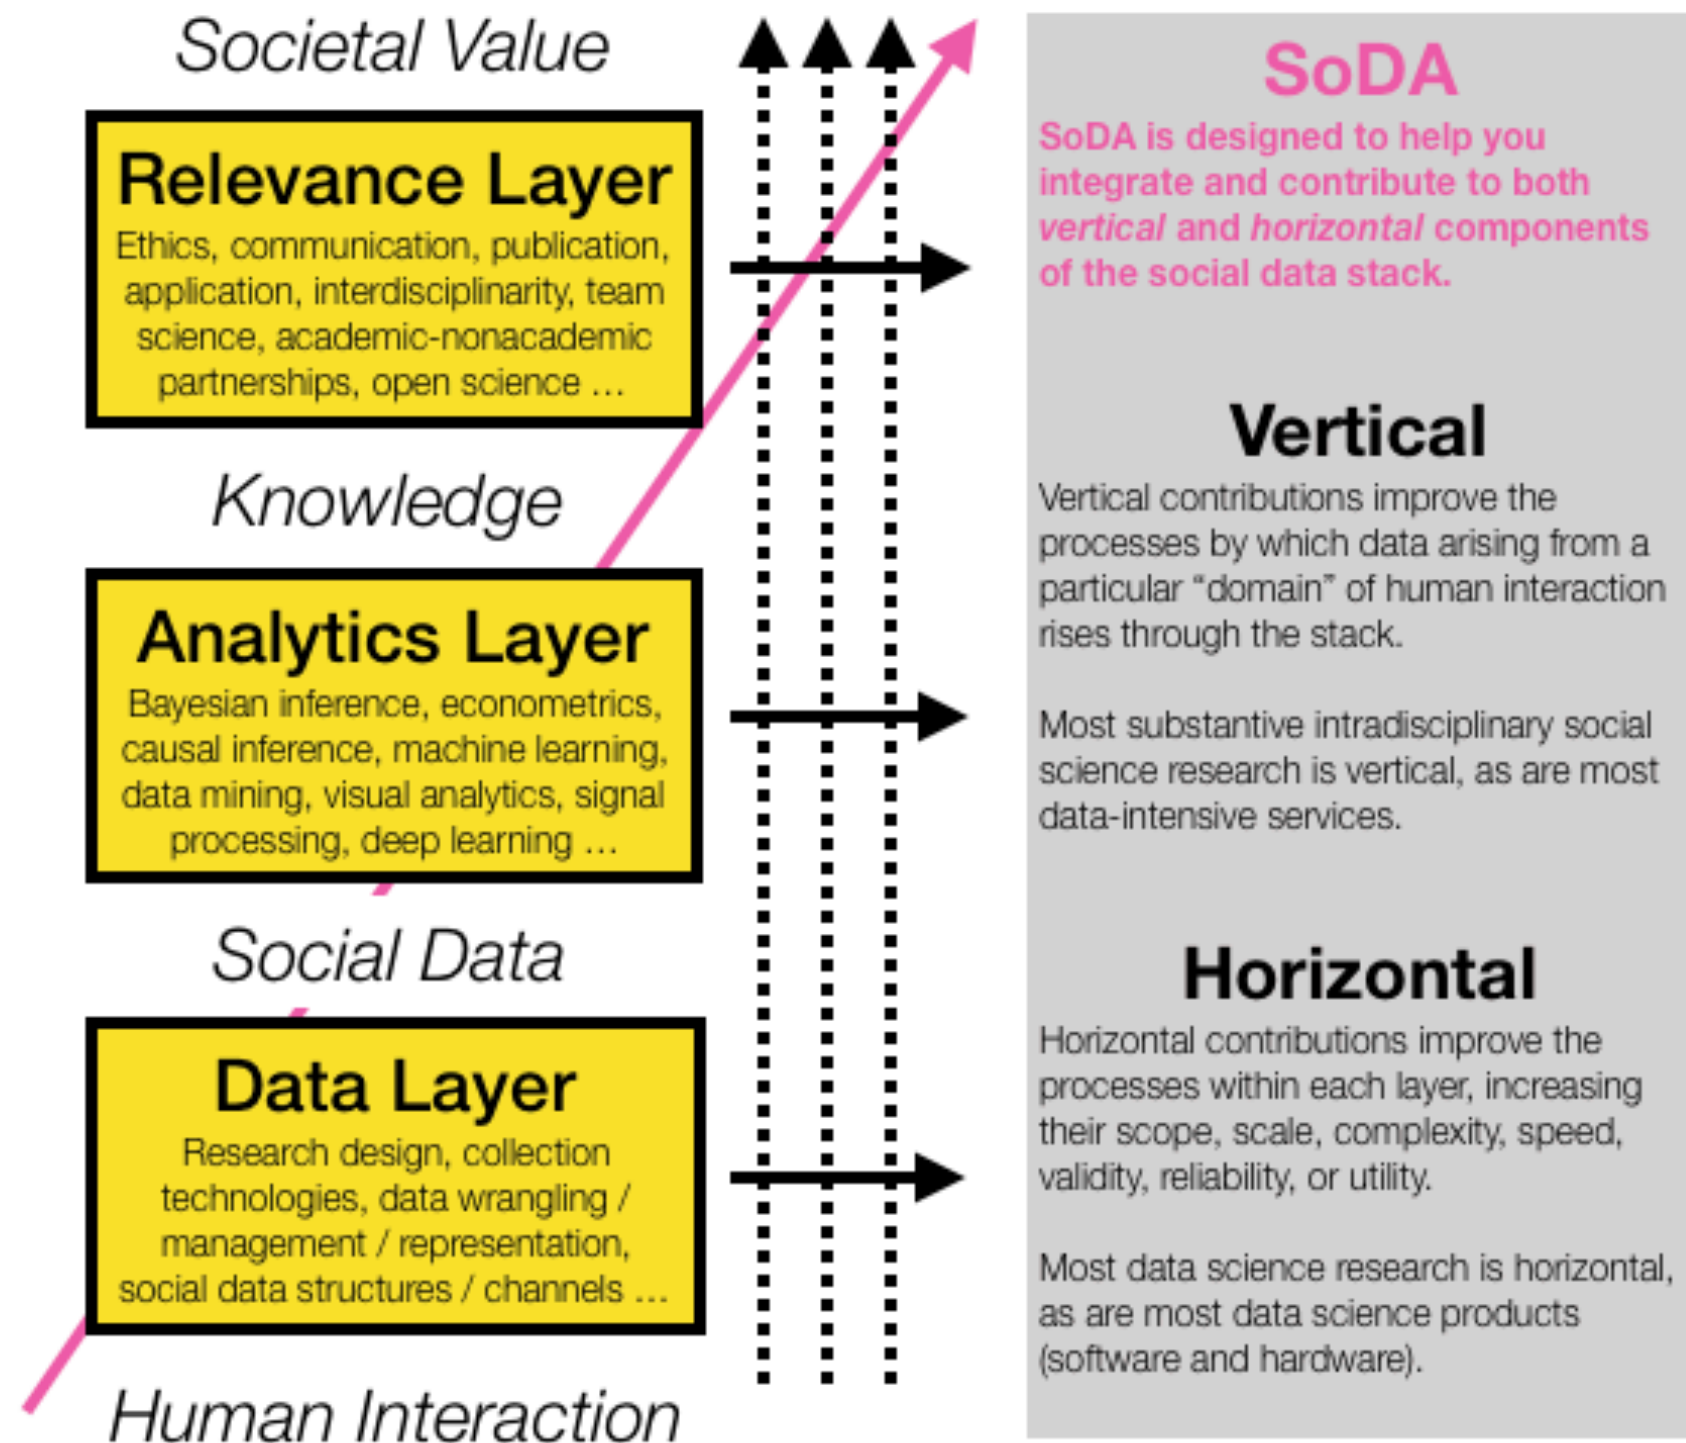 Societal Value
Relevance Layer
Ethics, communication, publication,
application, interdisciplinarity, team
science, academic-nonacademic
partnerships, open science ...
Knowledge
Analytics Layer
Bayesian inference, econometrics,
causal inference, machine learning,
data mining, visual analytics, signal
processing, deep learning ...
Social Data
Data Layer
Research design, collection
technologies, data wrangling /
management / representation,
social data structures / channels ...
Human Interaction
SoDA
SoDA is designed to help you
integrate and contribute to both
vertical and horizontal components
of the social data stack.
Vertical
Vertical contributions improve the
processes by which data arising from a
particular “domain” of human interaction
rises through the stack.
Most substantive intradisciplinary social
science research is vertical, as are most
data-intensive services.
Horizontal
Horizontal contributions improve the
processes within each layer, increasing
their scope, scale, complexity, speed,
validity, reliability, or utility.
Most data science research is horizontal,
as are most data science products
(software and hardware).